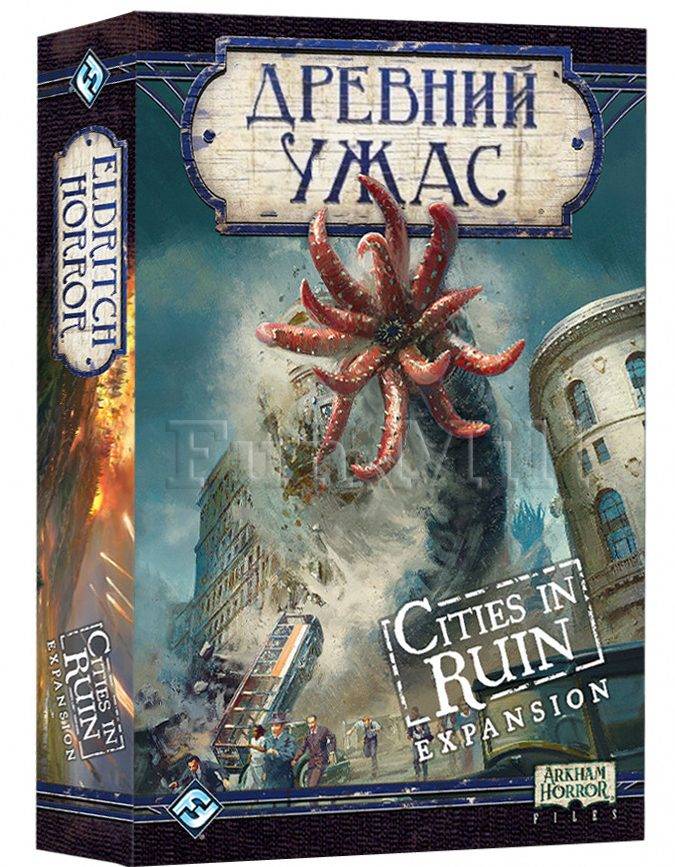 ДРЕВНИЙ
УЖАС
ELDRITCH
HORROR
CITIES IN
RUIN
EXPANSION
CITIES IN
RUIN
EXPANSION
ARKHAM
HORROR
FILES